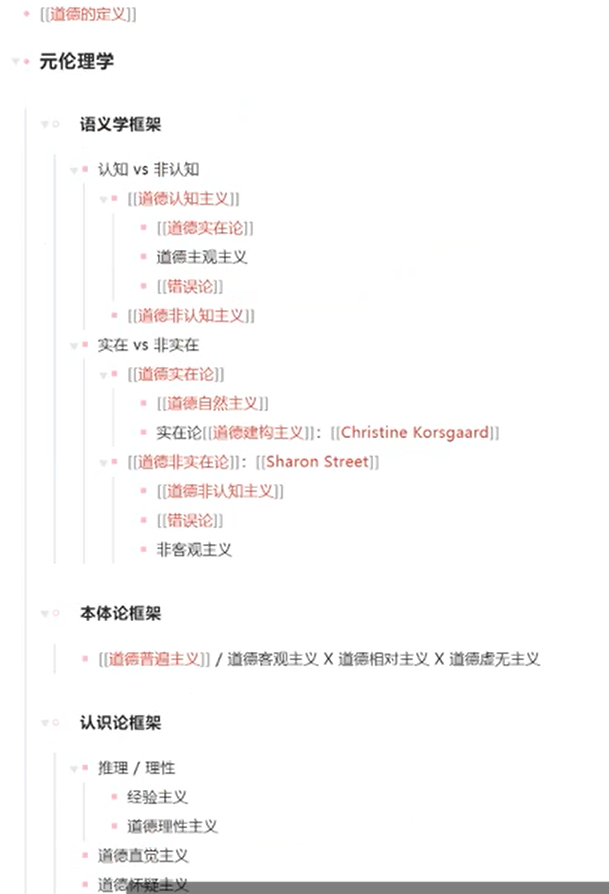 [[道德的定义]]
元伦理学
语义学框架
认知 vs 非认知
[[道德认知主义]]
[[道德实在论]]
道德主观主义
[[错误论]]
[[道德非认知主义]]
实在 vs 非实在
[[道德实在论]]
[[道德自然主义]]
实在论[[道德建构主义]]：[[Christine Korsgaard]]
[[道德非实在论]]：[[Sharon Street]]
[[道德非认知主义]]
[[错误论]]
非客观主义
本体论框架
[[道德普遍主义]] / 道德客观主义 X 道德相对主义 X 道德虚无主义
认识论框架
推理 / 理性
经验主义
道德理性主义
道德直觉主义
道德怀疑主义